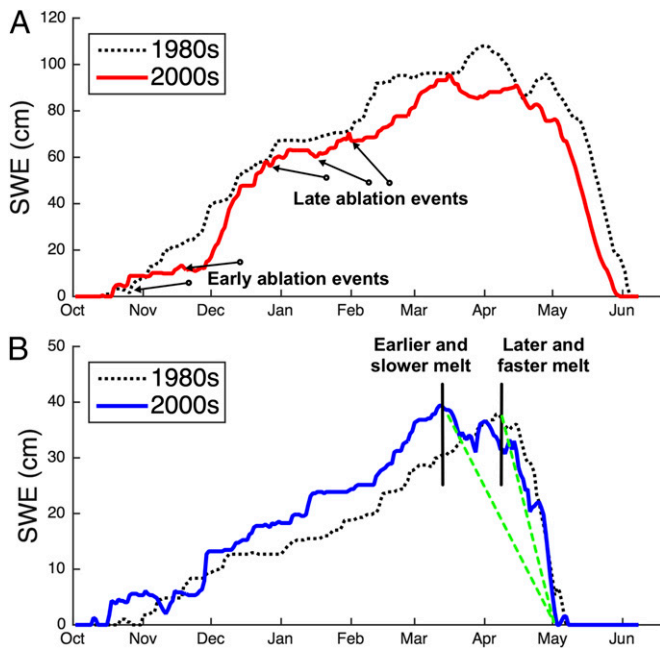 A
1980s
2000s
SWE (cm)
120
100
80
60
40
20
0
Late ablation events
Early ablation events
Oct Nov Dec Jan Feb Mar Apr May Jun
B
1980s
2000s
Earlier and
slower melt
Later and
faster melt
SWE (cm)
50
40
30
20
10
0
Oct Nov Dec Jan Feb Mar Apr May Jun